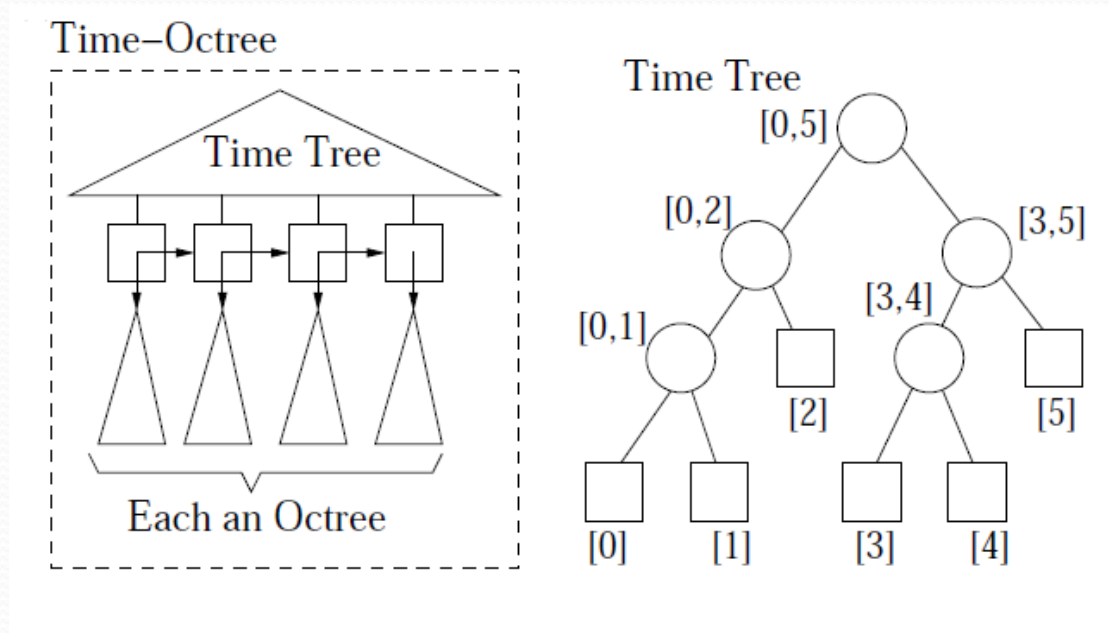 Time–Octree
Time Tree
Each an Octree
Time Tree
[0,5]
[0,2]
[3,5]
[0,1]
[3,4]
[2]
[5]
[0]
[1]
[3]
[4]